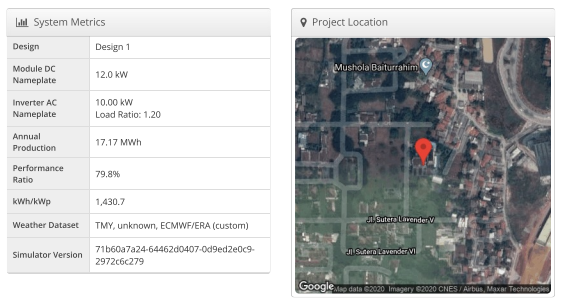 System Metrics
Design
Design 1
Module DC
Nameplate
12.0 kW
Inverter AC
Nameplate
10.00 kW
Load Ratio: 1.20
Annual
Production
17.17 MWh
Performance
Ratio
79.8%
kWh/kWp
1,430.7
Weather Dataset
TMY, unknown, ECMWF/ERA (custom)
Simulator Version
71b60a7a24-64462d0407-0d9ed2e0c9-
2972c6c279
Project Location
Mushola Baiturrahim
Jl. Sutera Lavender V
Jl. Sutera Lavender VI
Google
Map data ©2020 Imagery ©2020 CNES / Airbus, Maxar Technologies